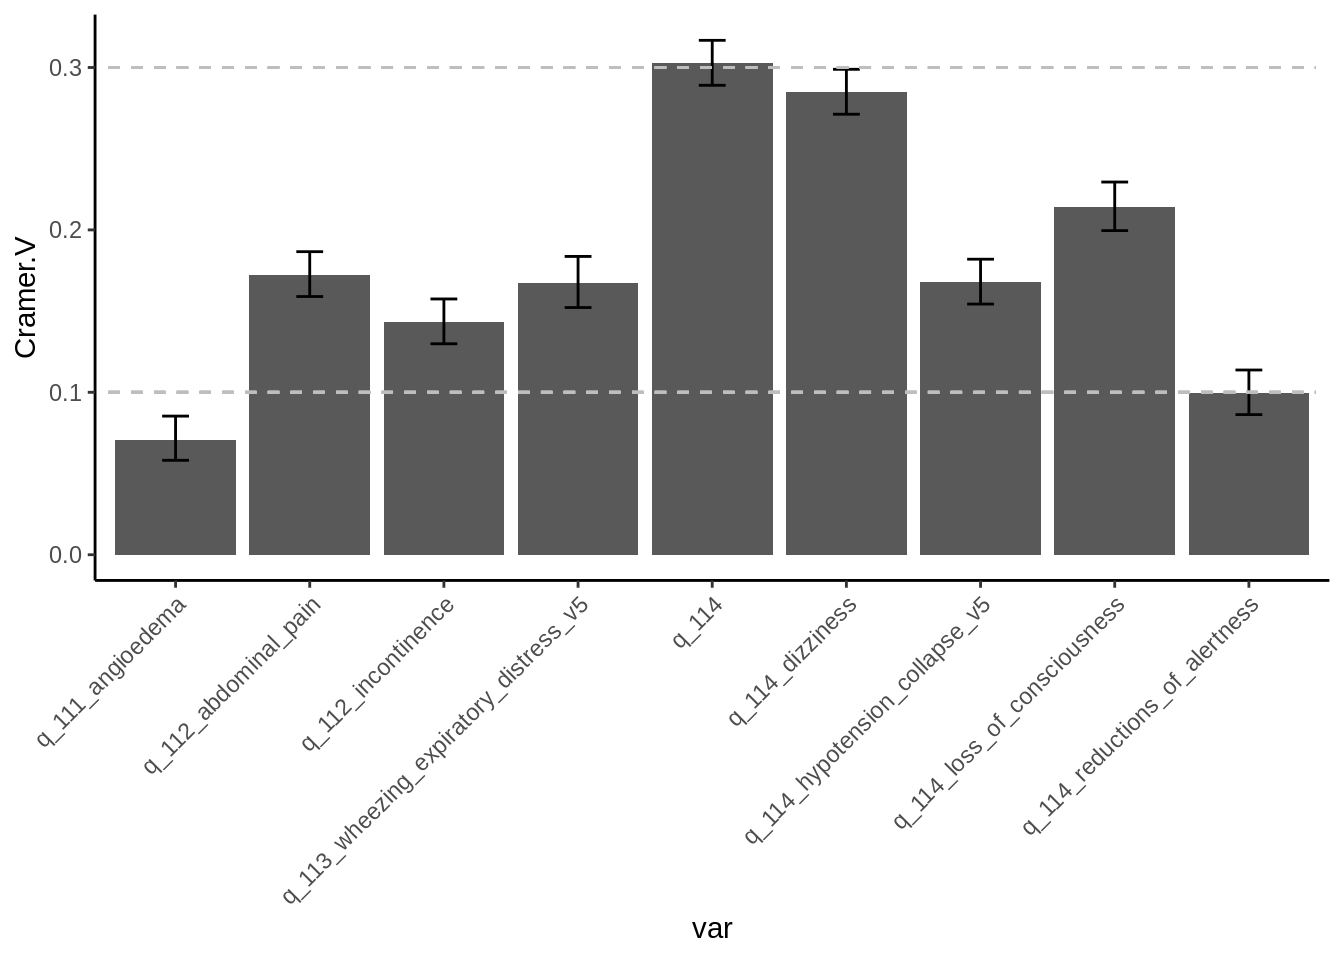 Cramer.V
0.3
0.2
0.1
0.0
q_111_angioedema
q_112_abdominal_pain
q_112_incontinence
q_113_wheezing_expiratory_distress_v5
q_114
q_114_dizziness
q_114_hypotension_collapse_v5
q_114_loss_of_consciousness
q_114_reductions_of_alertness
var